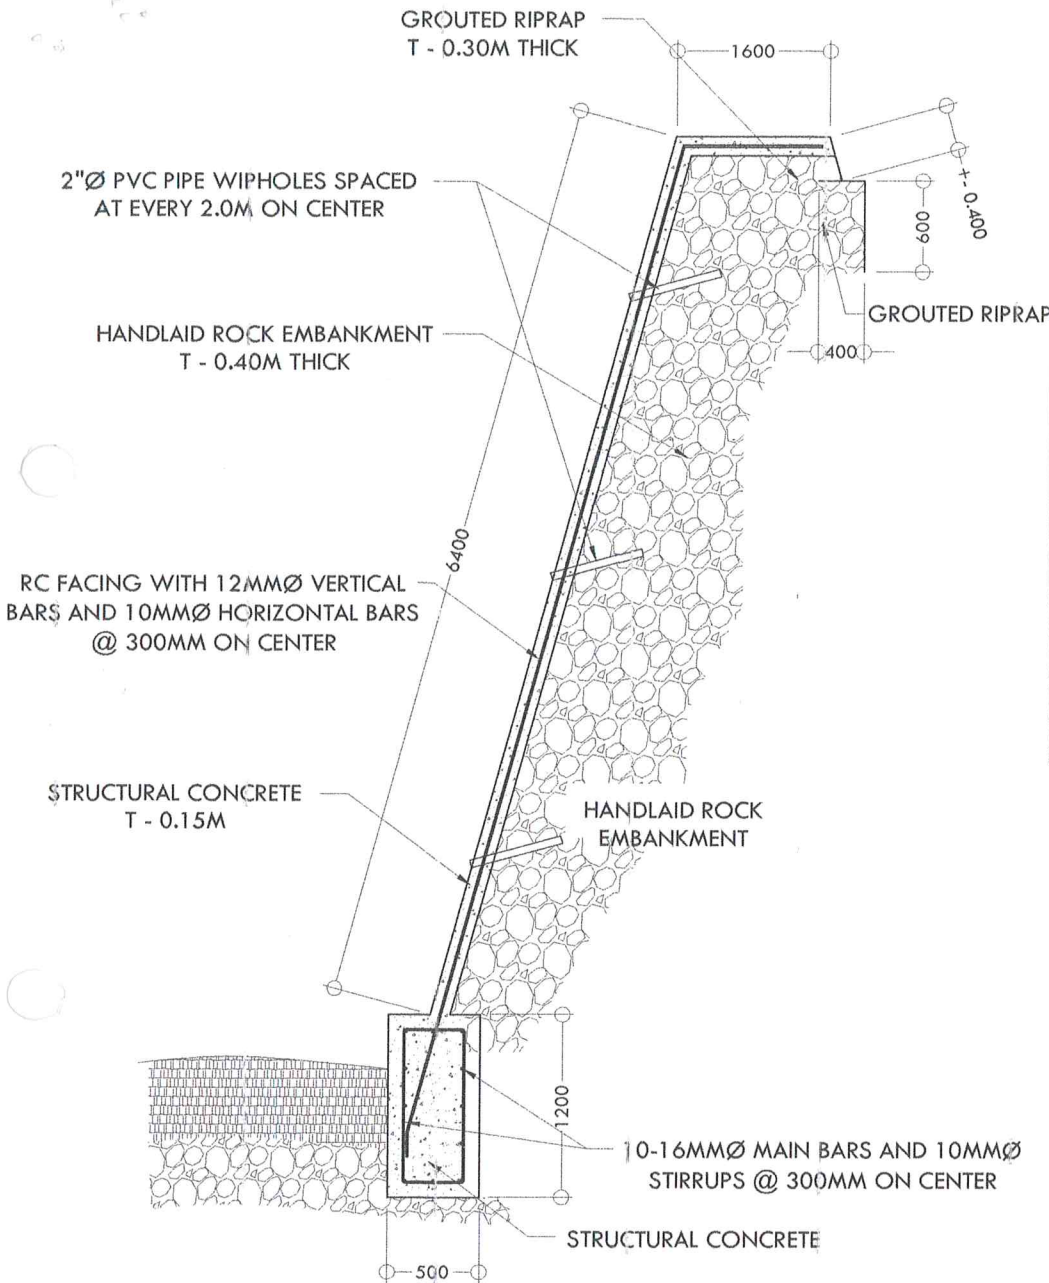 GROUTED RIPRAP
T - 0.30M THICK
1600
2"Ø PVC PIPE WIPHOLES SPACED
AT EVERY 2.0M ON CENTER
+- 0.400
600
GROUTED RIPRAP
HANDLAID ROCK EMBANKMENT
T - 0.40M THICK
400
6400
RC FACING WITH 12MMØ VERTICAL
BARS AND 10MMØ HORIZONTAL BARS
@ 300MM ON CENTER
STRUCTURAL CONCRETE
T - 0.15M
HANDLAID ROCK
EMBANKMENT
1200
10-16MMØ MAIN BARS AND 10MMØ
STIRRUPS @ 300MM ON CENTER
STRUCTURAL CONCRETE
500